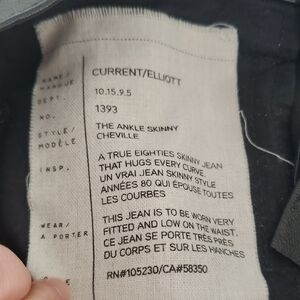 NAME/
MARQUE
CURRENT/ELLIOTT
DEPT.
10.15.9.5
NO.
1393
STYLE/
MODÈLE
THE ANKLE SKINNY
CHEVILLE
INSP.
A TRUE EIGHTIES SKINNY JEAN
THAT HUGS EVERY CURVE
UN VRAI JEAN SKINNY STYLE
ANNÉES 80 QUI ÉPOUSE TOUTES
LES COURBES
WEAR/
A PORTER
THIS JEAN IS TO BE WORN VERY
FITTED AND LOW ON THE WAIST.
CE JEAN SE PORTE TRÈS PRÈS
DU CORPS ET SUR LES HANCHES
RN#105230/CA#58350